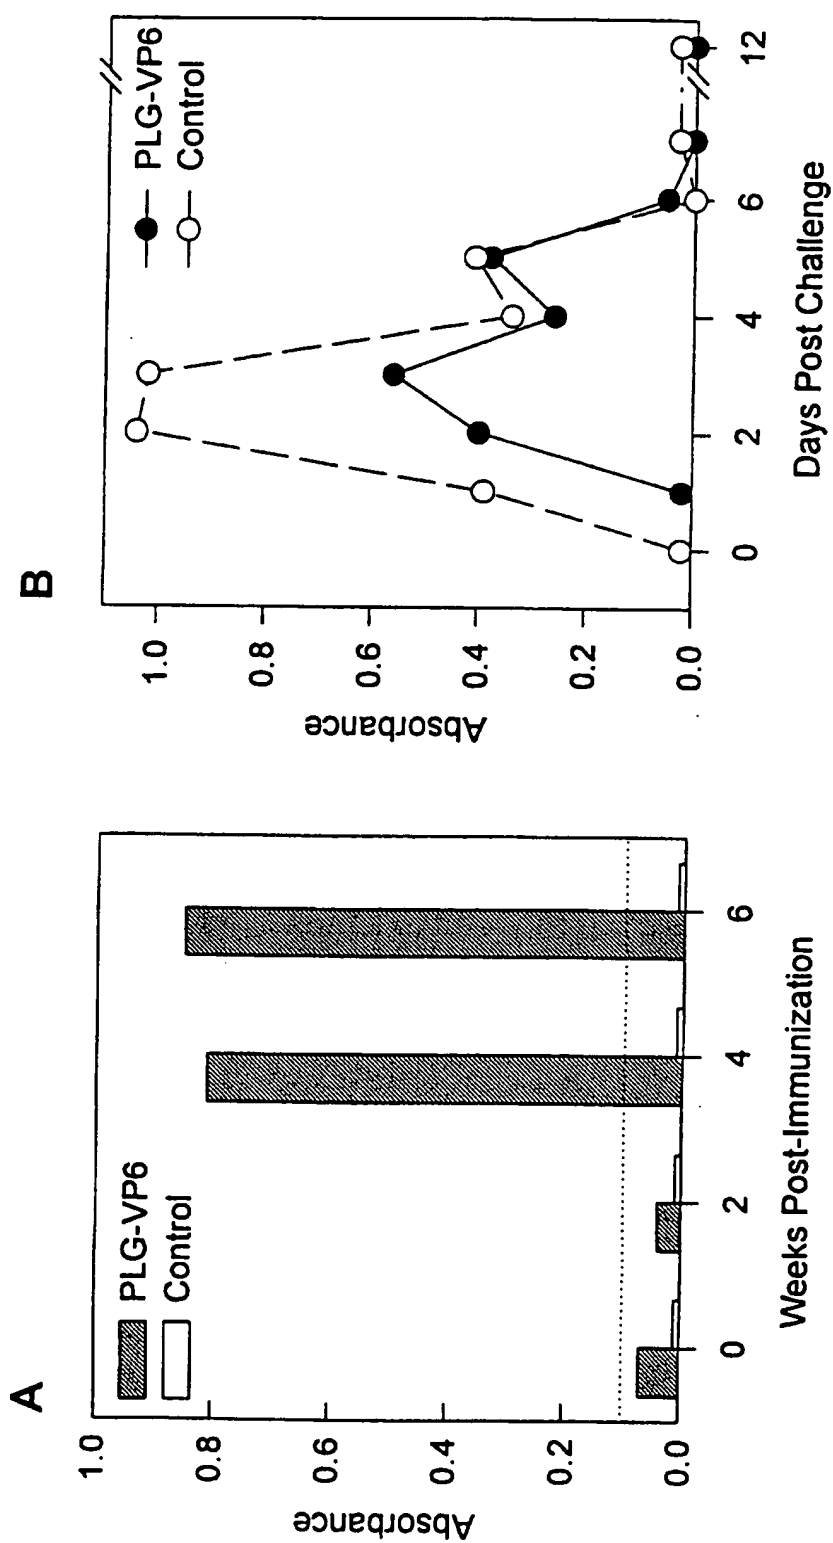 A
PLG-VP6
Control
1.0
0.8
0.6
0.4
0.2
0.0
Absorbance
0 2 4 6
Weeks Post-Immunization
B
PLG-VP6
Control
1.0
0.8
0.6
0.4
0.2
0.0
Absorbance
0 2 4 6 12
Days Post Challenge